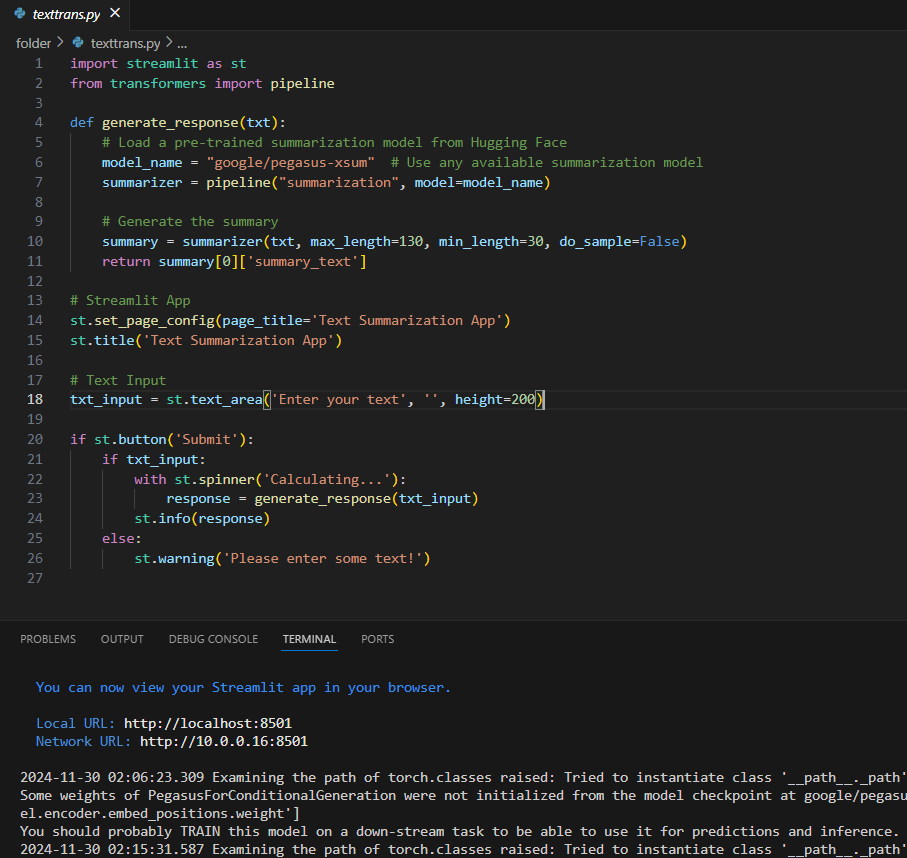 texttrans.py ×
folder > texttrans.py > ...
1 import streamlit as st
2 from transformers import pipeline
3
4 def generate_response(txt):
5     # Load a pre-trained summarization model from Hugging Face
6     model_name = "google/pegasus-xsum"  # Use any available summarization model
7     summarizer = pipeline("summarization", model=model_name)
8
9     # Generate the summary
10     summary = summarizer(txt, max_length=130, min_length=30, do_sample=False)
11     return summary[0]['summary_text']
12
13 # Streamlit App
14 st.set_page_config(page_title='Text Summarization App')
15 st.title('Text Summarization App')
16
17 # Text Input
18 txt_input = st.text_area('Enter your text', '', height=200)
19
20 if st.button('Submit'):
21     if txt_input:
22         with st.spinner('Calculating...'):
23             response = generate_response(txt_input)
24         st.info(response)
25     else:
26         st.warning('Please enter some text!')
27
PROBLEMS OUTPUT DEBUG CONSOLE TERMINAL PORTS
You can now view your Streamlit app in your browser.
Local URL: http://localhost:8501
Network URL: http://10.0.0.16:8501
2024-11-30 02:06:23.309 Examining the path of torch.classes raised: Tried to instantiate class '__path__._path'
Some weights of PegasusForConditionalGeneration were not initialized from the model checkpoint at google/pegasu
el.encoder.embed_positions.weight']
You should probably TRAIN this model on a down-stream task to be able to use it for predictions and inference.
2024-11-30 02:15:31.587 Examining the path of torch.classes raised: Tried to instantiate class '__path__._path'